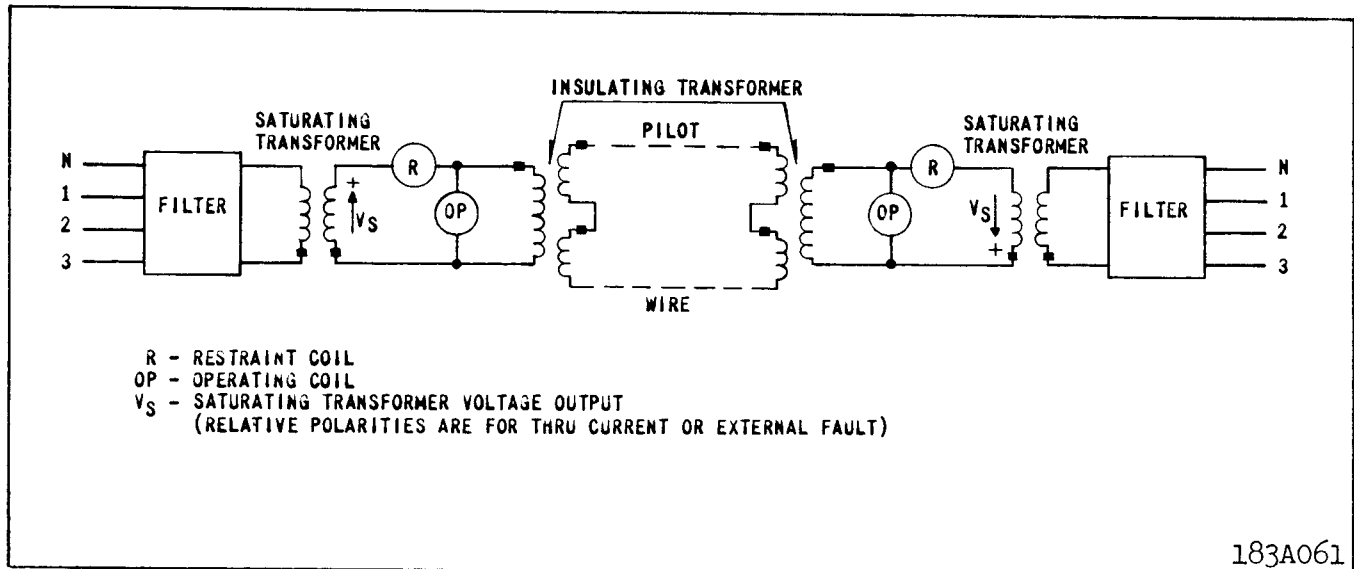 INSULATING TRANSFORMER
SATURATING
TRANSFORMER
PILOT
SATURATING
TRANSFORMER
N
1
2
3
FILTER
+
VS
R
OP
WIRE
OP
R
VS
+
FILTER
N
1
2
3
R - RESTRAINT COIL
OP - OPERATING COIL
VS - SATURATING TRANSFORMER VOLTAGE OUTPUT
(RELATIVE POLARITIES ARE FOR THRU CURRENT OR EXTERNAL FAULT)
183A061